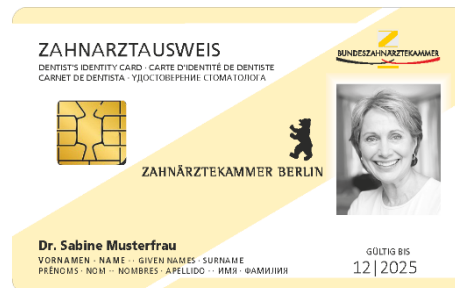 ZAHNARZTAUSWEIS
DENTIST'S IDENTITY CARD · CARTE D'IDENTITÉ DE DENTISTE
CARNET DE DENTISTA · УДОСТОВЕРЕНИЕ СТОМАТОЛОГА
BUNDESZAHNÄRZTEKAMMER
ZAHNÄRZTEKAMMER BERLIN
Dr. Sabine Musterfrau
VORNAMEN · NAME ·· GIVEN NAMES · SURNAME
PRÉNOMS · NOM ·· NOMBRES · APELLIDO ·· ИМЯ · ФАМИЛИЯ
GÜLTIG BIS
12|2025